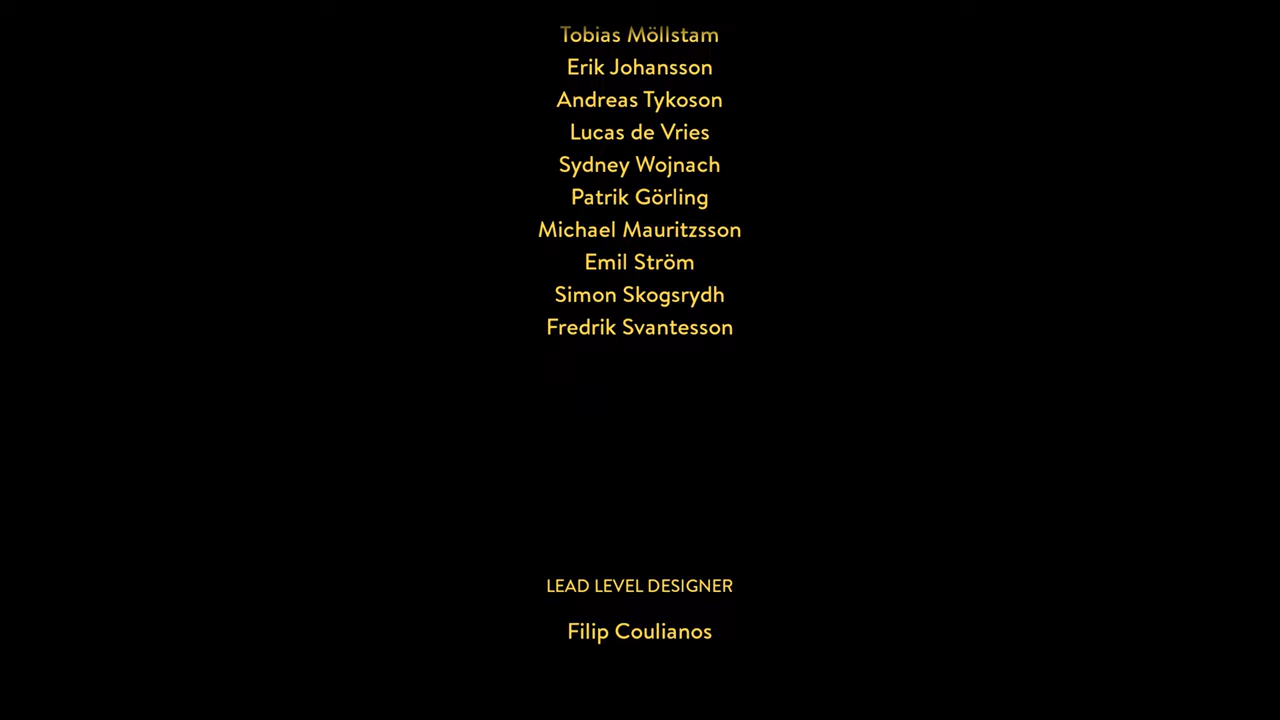 Tobias Möllstam
Erik Johansson
Andreas Tykoson
Lucas de Vries
Sydney Wojnach
Patrik Görling
Michael Mauritzsson
Emil Ström
Simon Skogsrydh
Fredrik Svantesson
LEAD LEVEL DESIGNER
Filip Coulianos